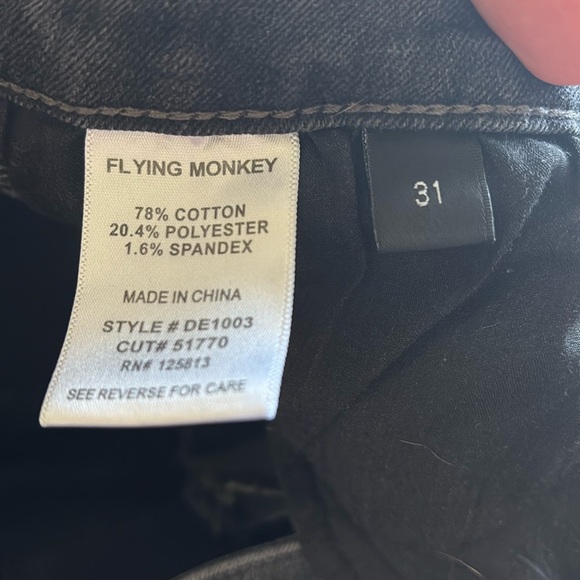 FLYING MONKEY
78% COTTON
20.4% POLYESTER
1.6% SPANDEX
MADE IN CHINA
STYLE # DE1003
CUT# 51770
RN# 125813
SEE REVERSE FOR CARE
31